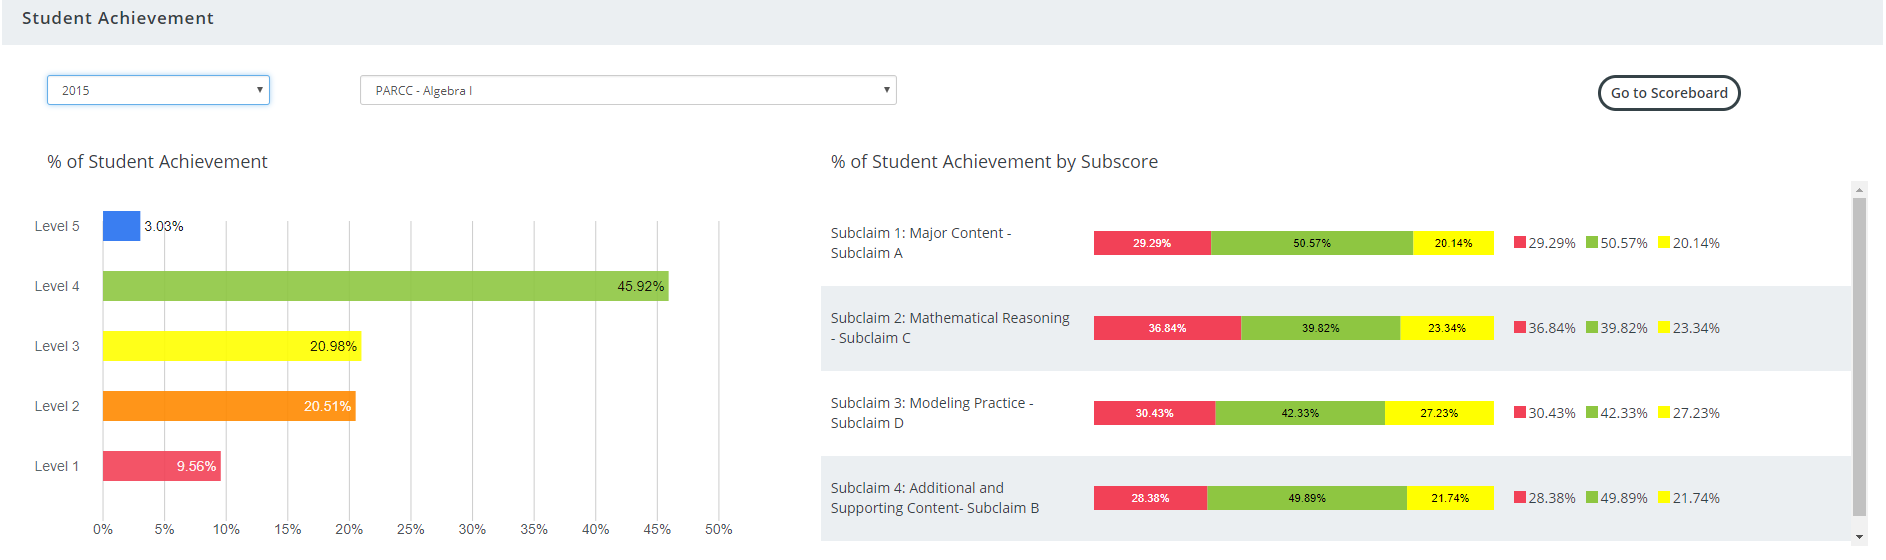 Student Achievement
2015
PARCC - Algebra I
Go to Scoreboard
% of Student Achievement
Level 5
3.03%
Level 4
45.92%
Level 3
20.98%
Level 2
20.51%
Level 1
9.56%
0% 5% 10% 15% 20% 25% 30% 35% 40% 45% 50%
% of Student Achievement by Subscore
Subclaim 1: Major Content -
Subclaim A
29.29% 50.57% 20.14%
29.29% 50.57% 20.14%
Subclaim 2: Mathematical Reasoning
- Subclaim C
36.84% 39.82% 23.34%
36.84% 39.82% 23.34%
Subclaim 3: Modeling Practice -
Subclaim D
30.43% 42.33% 27.23%
30.43% 42.33% 27.23%
Subclaim 4: Additional and
Supporting Content- Subclaim B
28.38% 49.89% 21.74%
28.38% 49.89% 21.74%